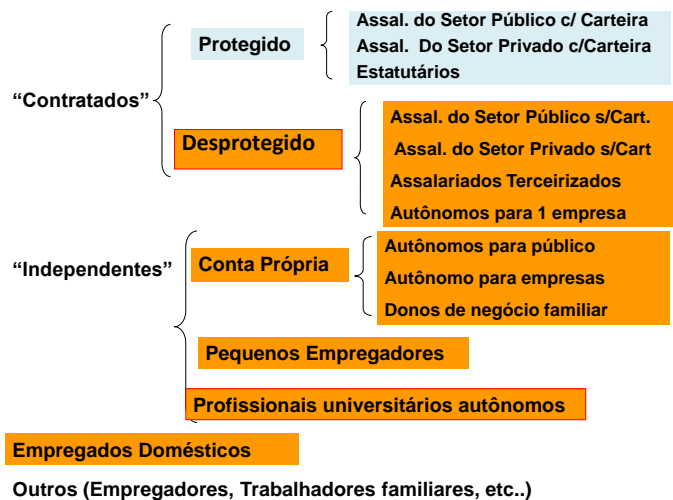 “Contratados”
Protegido
Assal. do Setor Público c/ Carteira
Assal. Do Setor Privado c/Carteira
Estatutários
Desprotegido
Assal. do Setor Público s/Cart.
Assal. do Setor Privado s/Cart
Assalariados Terceirizados
Autônomos para 1 empresa
“Independentes”
Conta Própria
Autônomos para público
Autônomo para empresas
Donos de negócio familiar
Pequenos Empregadores
Profissionais universitários autônomos
Empregados Domésticos
Outros (Empregadores, Trabalhadores familiares, etc..)